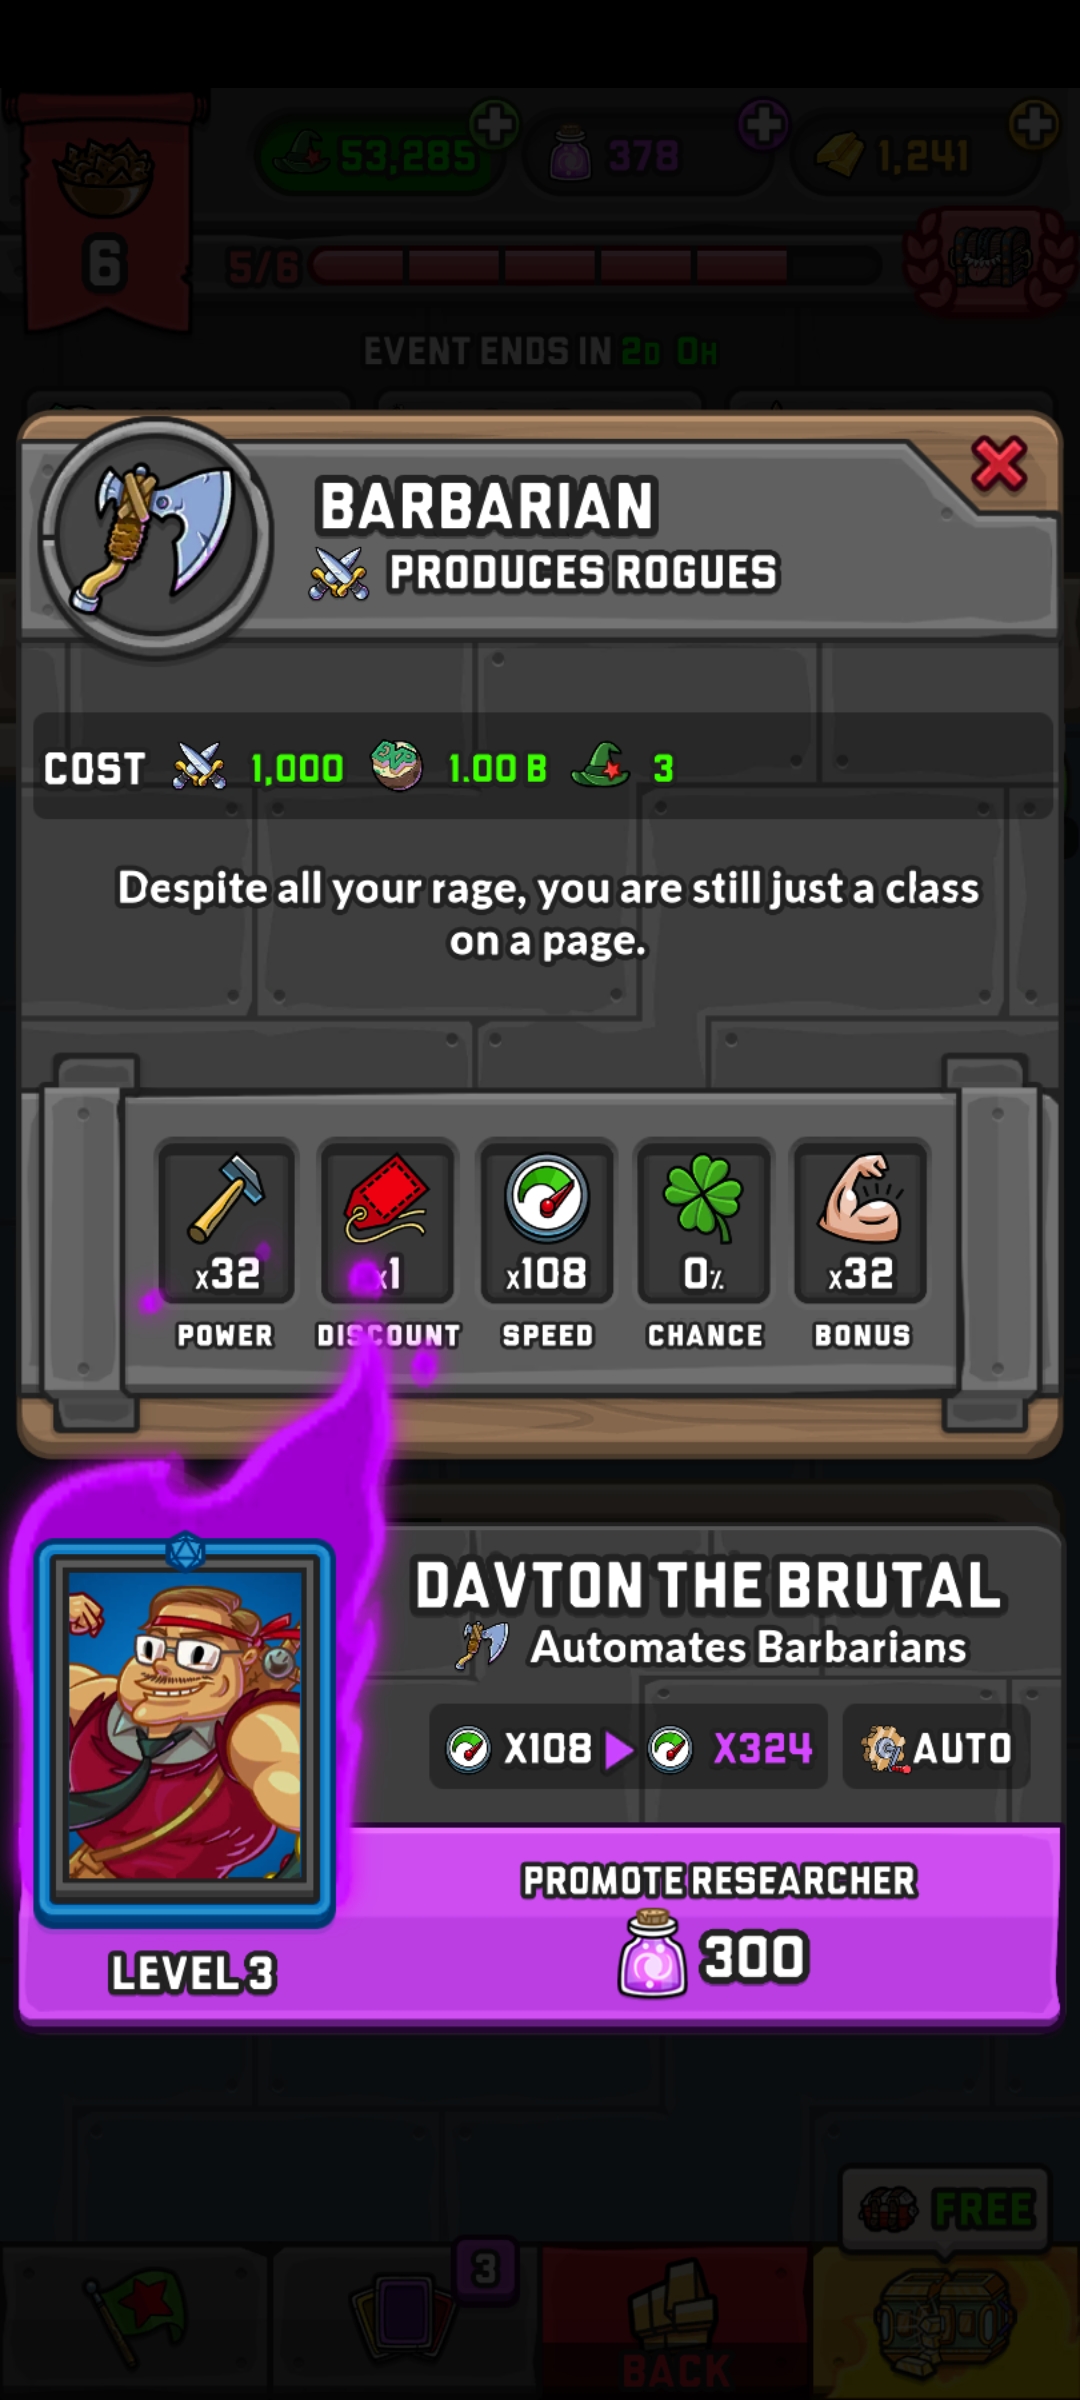 53,285
378
1,241
6
5/6
EVENT ENDS IN 2D 0H
BARBARIAN
PRODUCES ROGUES
COST 1,000 1.00 B 3
Despite all your rage, you are still just a class
on a page.
x32 x1 x108 0% x32
POWER DISCOUNT SPEED CHANCE BONUS
DAVTON THE BRUTAL
Automates Barbarians
X108 X324 AUTO
PROMOTE RESEARCHER
300
LEVEL 3
FREE
3
BACK